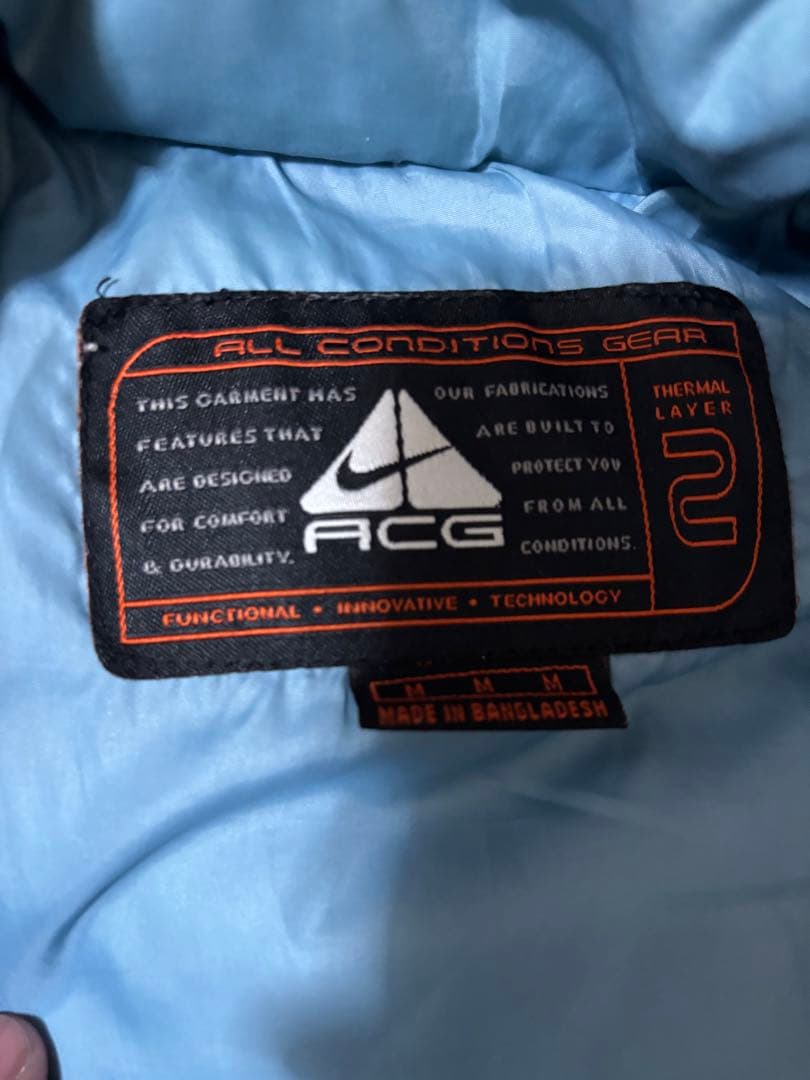 ALL CONDITIONS GEAR
THIS GARMENT HAS
FEATURES THAT
ARE DESIGNED
FOR COMFORT
& DURABILITY.
ACG
OUR FABRICATIONS
ARE BUILT TO
PROTECT YOU
FROM ALL
CONDITIONS.
THERMAL
LAYER
2
FUNCTIONAL • INNOVATIVE • TECHNOLOGY
M M M
MADE IN BANGLADESH